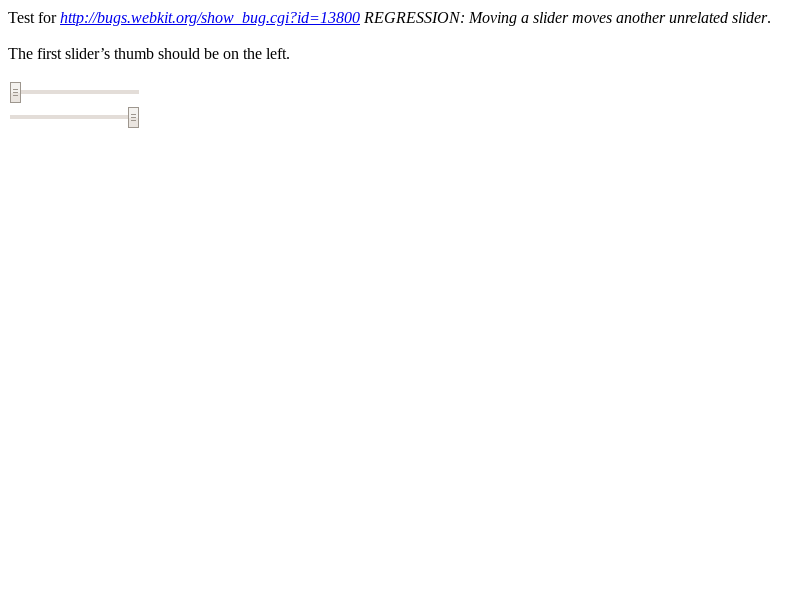 Test for http://bugs.webkit.org/show_bug.cgi?id=13800 REGRESSION: Moving a slider moves another unrelated slider.
The first slider’s thumb should be on the left.